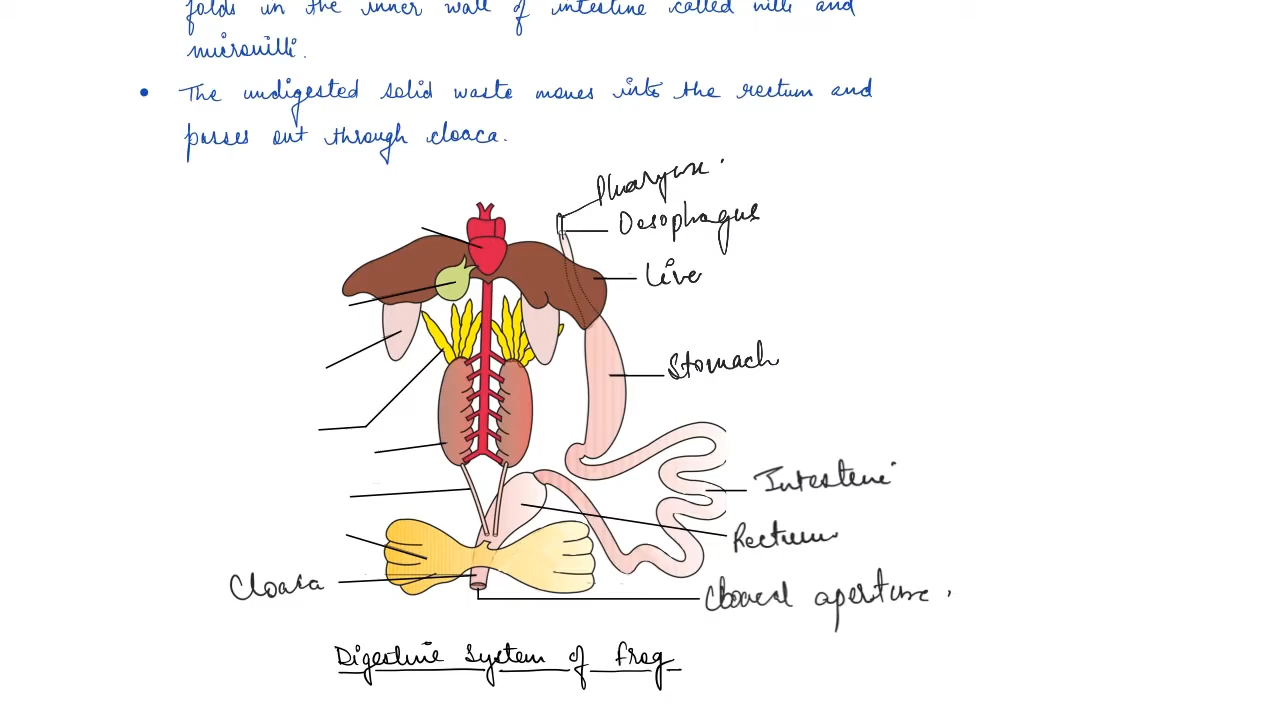 folds in the inner wall of intestine called villi and
microvilli.
• The undigested solid waste moves into the rectum and
passes out through cloaca.
Pharynx
Oesophagus
Live
Stomach
Intestine
Rectum
Cloaca
Cloacal aperture
Digestive System of frog